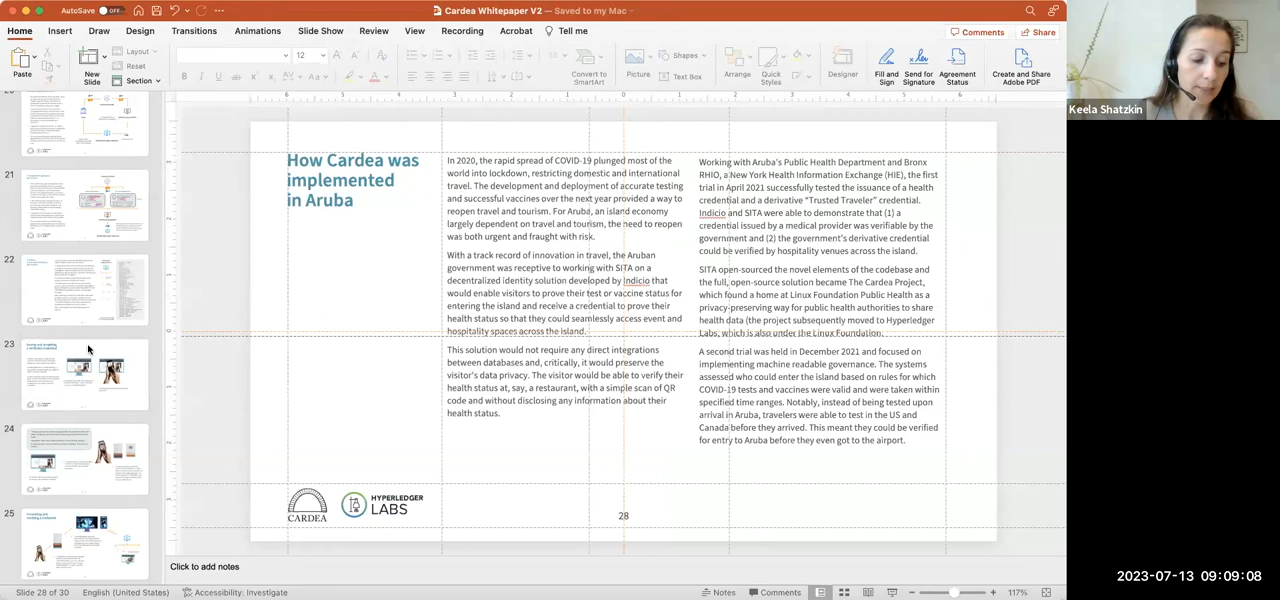 AutoSave OFF
Cardea Whitepaper V2 — Saved to my Mac
Home Insert Draw Design Transitions Animations Slide Show Review View Recording Acrobat Tell me
Comments Share
Paste
New Slide
Layout
Reset
Section
12
Convert to SmartArt
Picture
Shapes
Text Box
Arrange
Quick Styles
Designer
Fill and Sign
Send for Signature
Agreement Status
Create and Share Adobe PDF
Keela Shatzkin
21
22
23
24
25
How Cardea was
implemented
in Aruba
In 2020, the rapid spread of COVID-19 plunged most of the
world into lockdown, restricting domestic and international
travel. The development and deployment of accurate testing
and successful vaccines over the next year provided a way to
reopen travel and tourism. For Aruba, an island economy
largely dependent on travel and tourism, the need to reopen
was both urgent and fraught with risk.
With a track record of innovation in travel, the Aruban
government was receptive to working with SITA on a
decentralized identity solution developed by Indicio that
would enable visitors to prove their test or vaccine status for
entering the island and receive a credential to prove their
health status so that they could seamlessly access event and
hospitality spaces across the island.
This solution would not require any direct integrations
between databases and, critically, it would preserve the
visitor's data privacy. The visitor would be able to verify their
health status at, say, a restaurant, with a simple scan of QR
code and without disclosing any information about their
health status.
Working with Aruba's Public Health Department and Bronx
RHIO, a New York Health Information Exchange (HIE), the first
trial in April 2021 successfully tested the issuance of a health
credential and a derivative "Trusted Traveler" credential.
Indicio and SITA were able to demonstrate that (1) a
credential issued by a medical provider was verifiable by the
government and (2) the government's derivative credential
could be verified by hospitality venues across the island.
SITA open-sourced the novel elements of the codebase and
the full, open-source solution became The Cardea Project,
which found a home at Linux Foundation Public Health as a
privacy-preserving way for public health authorities to share
health data (the project subsequently moved to Hyperledger
Labs, which is also under the Linux Foundation.
A second trial was held in December 2021 and focused on
implementing machine readable governance. The systems
assessed who could enter the island based on rules for which
COVID-19 tests and vaccines were valid and were taken within
specified time ranges. Notably, instead of being tested upon
arrival in Aruba, travelers were able to test in the US and
Canada before they arrived. This meant they could be verified
for entry to Aruba before they even got to the airport.
CARDEA
HYPERLEDGER
LABS
28
Click to add notes
Slide 28 of 30 English (United States) Accessibility: Investigate Notes Comments 117%
2023-07-13 09:09:08